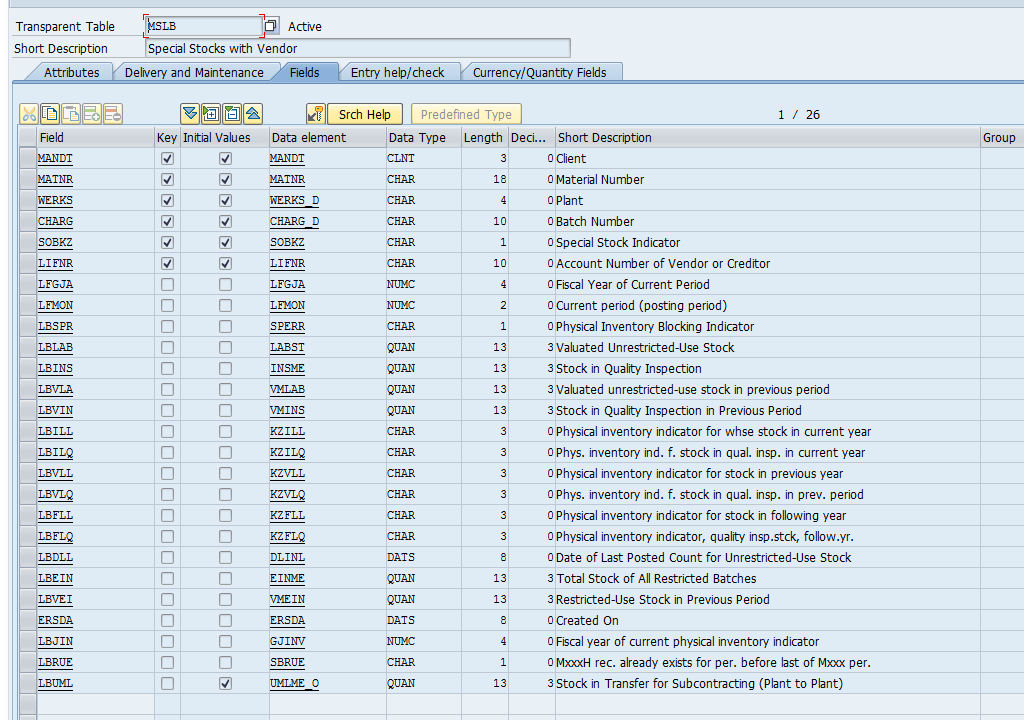 Transparent Table MSLB Active
Short Description Special Stocks with Vendor
Attributes Delivery and Maintenance Fields Entry help/check Currency/Quantity Fields
Srch Help Predefined Type 1 / 26
Field Key Initial Values Data element Data Type Length Deci... Short Description Group
MANDT MANDT CLNT 3 0 Client
MATNR MATNR CHAR 18 0 Material Number
WERKS WERKS_D CHAR 4 0 Plant
CHARG CHARG_D CHAR 10 0 Batch Number
SOBKZ SOBKZ CHAR 1 0 Special Stock Indicator
LIFNR LIFNR CHAR 10 0 Account Number of Vendor or Creditor
LFGJA LFGJA NUMC 4 0 Fiscal Year of Current Period
LFMON LFMON NUMC 2 0 Current period (posting period)
LBSPR SPERR CHAR 1 0 Physical Inventory Blocking Indicator
LBLAB LABST QUAN 13 3 Valuated Unrestricted-Use Stock
LBINS INSME QUAN 13 3 Stock in Quality Inspection
LBVLA VMLAB QUAN 13 3 Valuated unrestricted-use stock in previous period
LBVIN VMINS QUAN 13 3 Stock in Quality Inspection in Previous Period
LBILL KZILL CHAR 3 0 Physical inventory indicator for whse stock in current year
LBILQ KZILQ CHAR 3 0 Phys. inventory ind. f. stock in qual. insp. in current year
LBVLL KZVLL CHAR 3 0 Physical inventory indicator for stock in previous year
LBVLQ KZVLQ CHAR 3 0 Phys. inventory ind. f. stock in qual. insp. in prev. period
LBFLL KZFLL CHAR 3 0 Physical inventory indicator for stock in following year
LBFLQ KZFLQ CHAR 3 0 Physical inventory indicator, quality insp.stck, follow.yr.
LBDLL DLINL DATS 8 0 Date of Last Posted Count for Unrestricted-Use Stock
LBEIN EINME QUAN 13 3 Total Stock of All Restricted Batches
LBVEI VMEIN QUAN 13 3 Restricted-Use Stock in Previous Period
ERSDA ERSDA DATS 8 0 Created On
LBJIN GJINV NUMC 4 0 Fiscal year of current physical inventory indicator
LBRUE SBRUE CHAR 1 0 MxxxH rec. already exists for per. before last of Mxxx per.
LBUML UMLME_O QUAN 13 3 Stock in Transfer for Subcontracting (Plant to Plant)